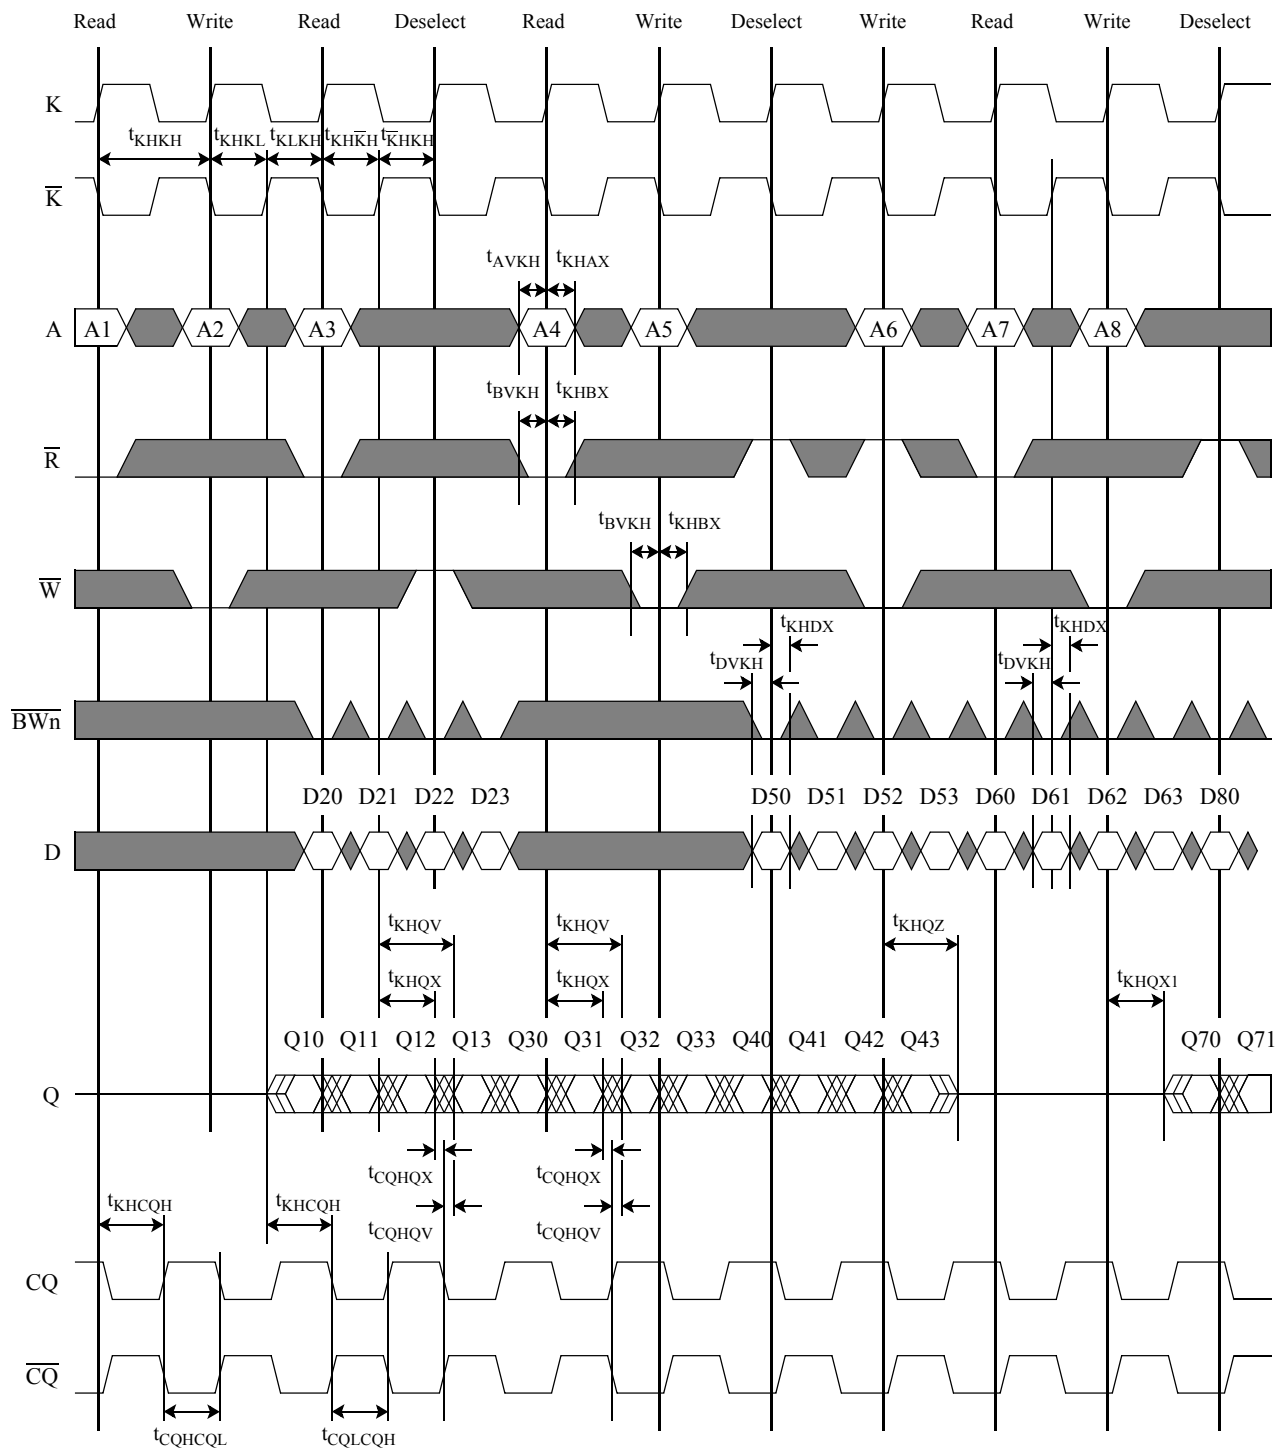 Read Write Read Deselect Read Write Deselect Write Read Write Deselect
K
tKHKH tKHKL tKLKH tKHK̅H tK̅HKH
K̅
tAVKH tKHAX
A A1 A2 A3 A4 A5 A6 A7 A8
tBVKH tKHBX
R̅
tBVKH tKHBX
W̅
tKHDX tKHDX
tDVKH tDVKH
B̅W̅n̅
D20 D21 D22 D23 D50 D51 D52 D53 D60 D61 D62 D63 D80
D
tKHQV tKHQV tKHQZ
tKHQX tKHQX tKHQX1
Q10 Q11 Q12 Q13 Q30 Q31 Q32 Q33 Q40 Q41 Q42 Q43 Q70 Q71
Q
tCQHQX tCQHQX
tKHCQH tKHCQH
tCQHQV tCQHQV
CQ
C̅Q̅
tCQHCQL tCQLCQH